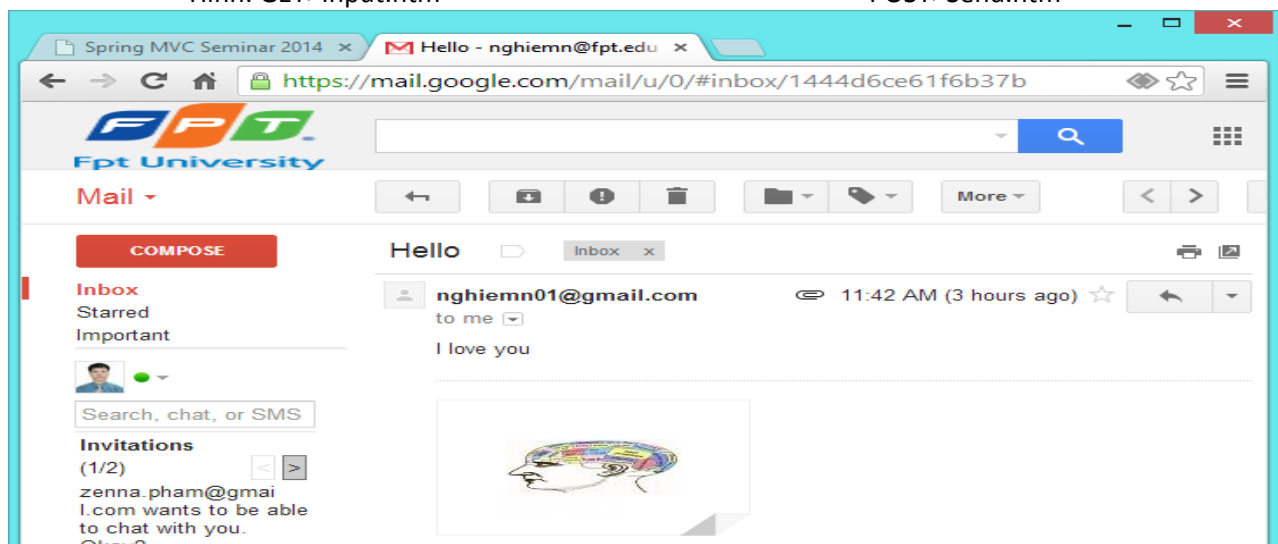 Spring MVC Seminar 2014
Hello - nghiemn@fpt.edu
https://mail.google.com/mail/u/0/#inbox/1444d6ce61f6b37b
FPT.
Fpt University
Mail
More
COMPOSE
Hello
Inbox x
Inbox
Starred
Important
nghiemn01@gmail.com
11:42 AM (3 hours ago)
to me
I love you
Search, chat, or SMS
Invitations
(1/2)
< >
zenna.pham@gmai
l.com wants to be able
to chat with you.